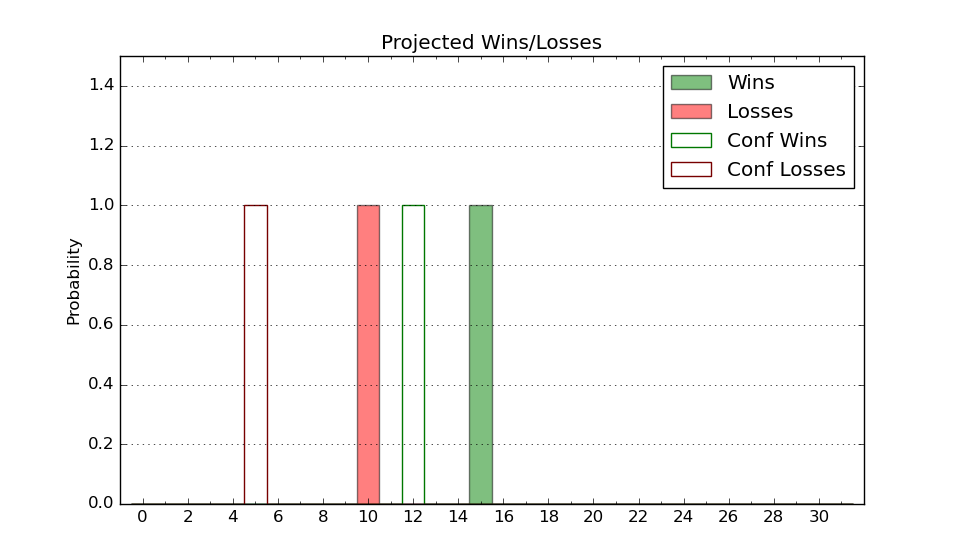 Projected Wins/Losses
Wins
Losses
Conf Wins
Conf Losses
Probability
1.4
1.2
1.0
0.8
0.6
0.4
0.2
0.0
0 2 4 6 8 10 12 14 16 18 20 22 24 26 28 30